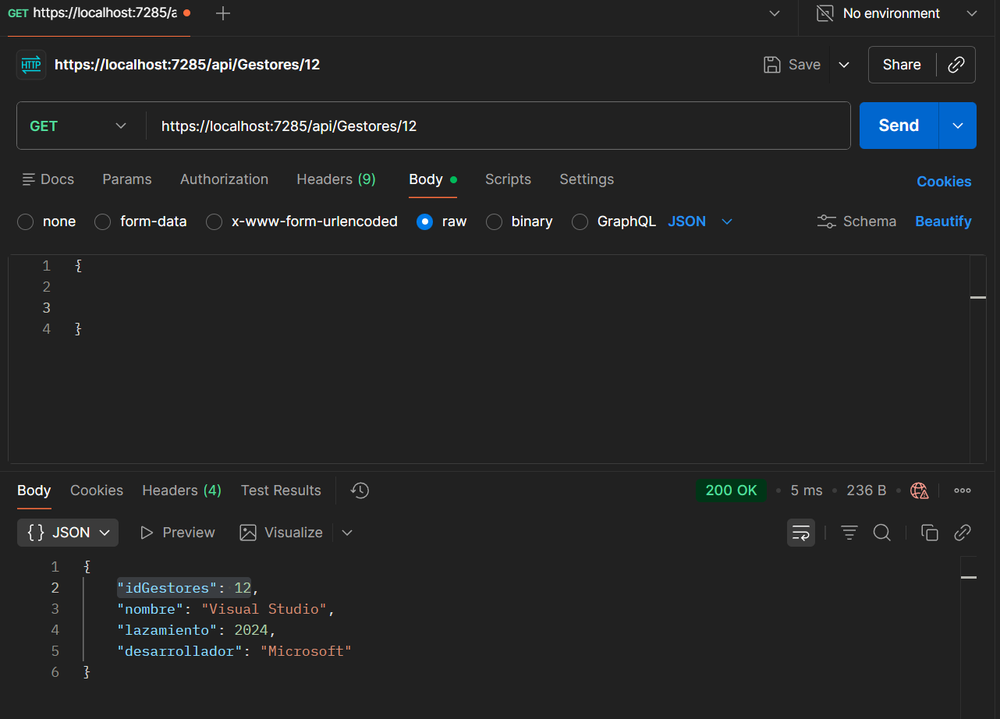 GET https://localhost:7285/a
No environment
HTTP https://localhost:7285/api/Gestores/12
Save
Share
GET https://localhost:7285/api/Gestores/12
Send
Docs Params Authorization Headers (9) Body Scripts Settings Cookies
none form-data x-www-form-urlencoded raw binary GraphQL JSON Schema Beautify
1 {
2
3
4 }
Body Cookies Headers (4) Test Results 200 OK • 5 ms • 236 B •
{} JSON Preview Visualize
1 {
2 "idGestores": 12,
3 "nombre": "Visual Studio",
4 "lazamiento": 2024,
5 "desarrollador": "Microsoft"
6 }